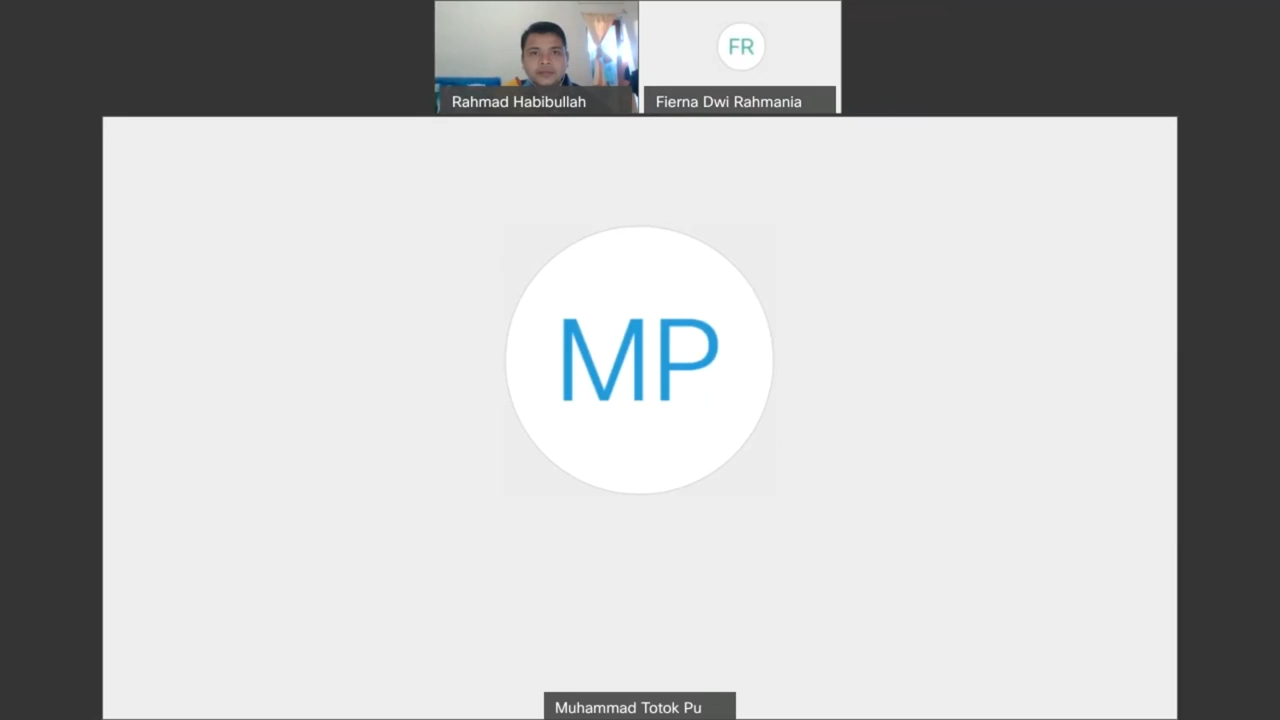 Rahmad Habibullah
FR
Fierna Dwi Rahmania
MP
Muhammad Totok Pu